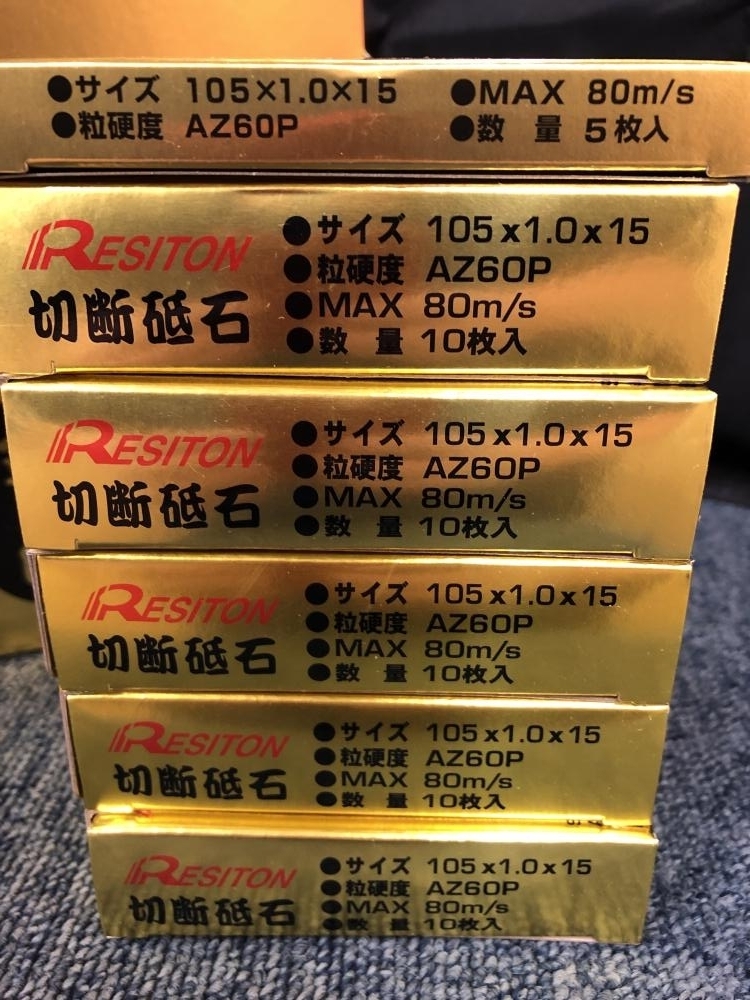 ●サイズ 105×1.0×15 ●MAX 80m/s
●粒硬度 AZ60P ●数 量 5枚入
RESITON
切断砥石
●サイズ 105x1.0x15
●粒硬度 AZ60P
●MAX 80m/s
●数 量 10枚入
RESITON
切断砥石
●サイズ 105x1.0x15
●粒硬度 AZ60P
●MAX 80m/s
●数 量 10枚入
RESITON
切断砥石
●サイズ 105x1.0x15
●粒硬度 AZ60P
●MAX 80m/s
●数 量 10枚入
RESITON
切断砥石
●サイズ 105x1.0x15
●粒硬度 AZ60P
●MAX 80m/s
●数 量 10枚入
RESITON
切断砥石
●サイズ 105x1.0x15
●粒硬度 AZ60P
●MAX 80m/s
●数 量 10枚入